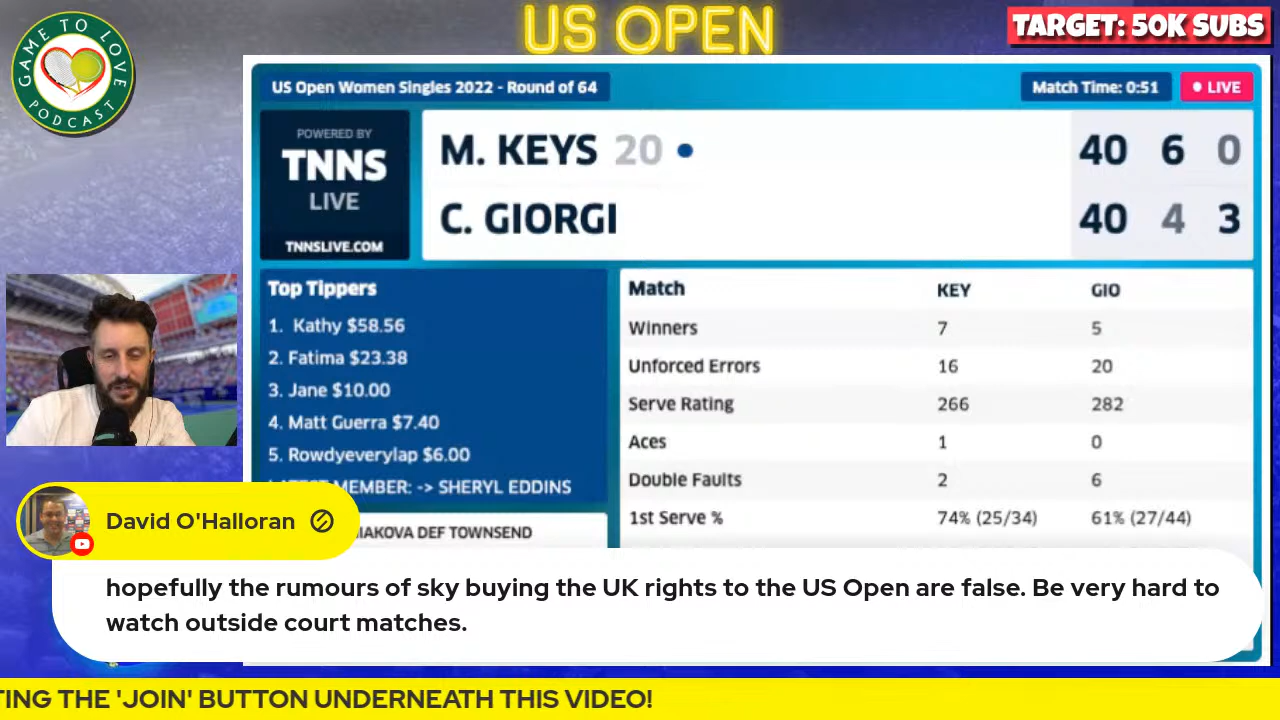 GAME TO LOVE
PODCAST
US OPEN
TARGET: 50K SUBS
US Open Women Singles 2022 - Round of 64
Match Time: 0:51
LIVE
POWERED BY
TNNS
LIVE
TNNSLIVE.COM
M. KEYS 20 40 6 0
C. GIORGI 40 4 3
Top Tippers
1. Kathy $58.56
2. Fatima $23.38
3. Jane $10.00
4. Matt Guerra $7.40
5. Rowdyeverylap $6.00
MEMBER: -> SHERYL EDDINS
DEF TOWNSEND
Match KEY GIO
Winners 7 5
Unforced Errors 16 20
Serve Rating 266 282
Aces 1 0
Double Faults 2 6
1st Serve % 74% (25/34) 61% (27/44)
David O'Halloran
hopefully the rumours of sky buying the UK rights to the US Open are false. Be very hard to
watch outside court matches.
THE 'JOIN' BUTTON UNDERNEATH THIS VIDEO!